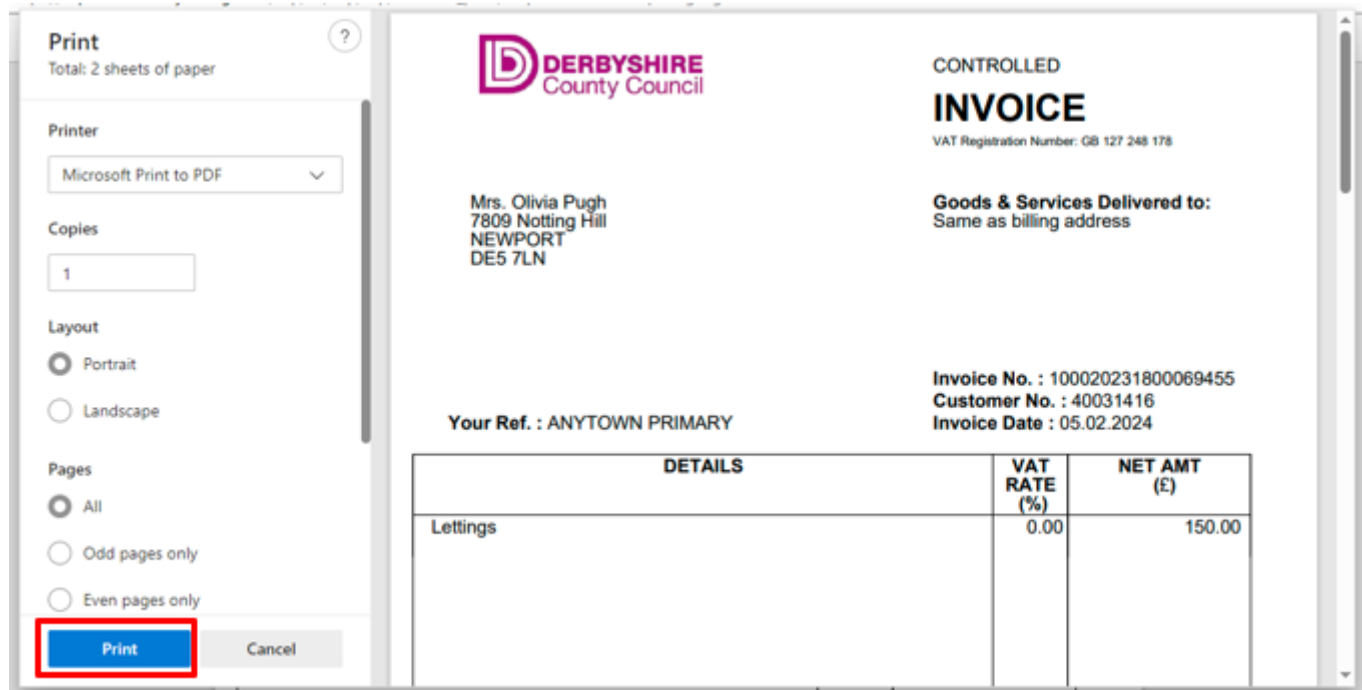 Print
?
Total: 2 sheets of paper
Printer
Microsoft Print to PDF
Copies
1
Layout
Portrait
Landscape
Pages
All
Odd pages only
Even pages only
Print
Cancel
DERBYSHIRE
County Council
CONTROLLED
INVOICE
VAT Registration Number: GB 127 248 178
Mrs. Olivia Pugh
7809 Notting Hill
NEWPORT
DE5 7LN
Goods & Services Delivered to:
Same as billing address
Invoice No. : 100020231800069455
Customer No. : 40031416
Your Ref. : ANYTOWN PRIMARY
Invoice Date : 05.02.2024
DETAILS
VAT
RATE
(%)
NET AMT
(£)
Lettings 0.00 150.00